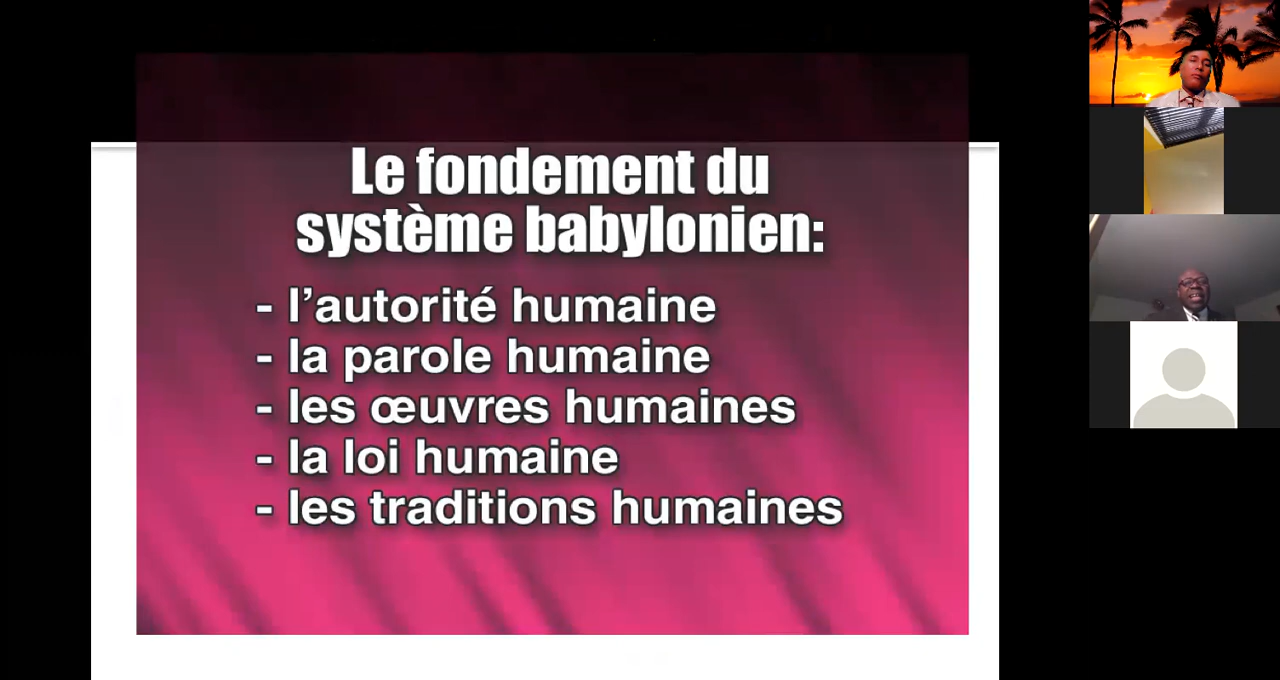 Le fondement du
système babylonien:
- l’autorité humaine
- la parole humaine
- les œuvres humaines
- la loi humaine
- les traditions humaines